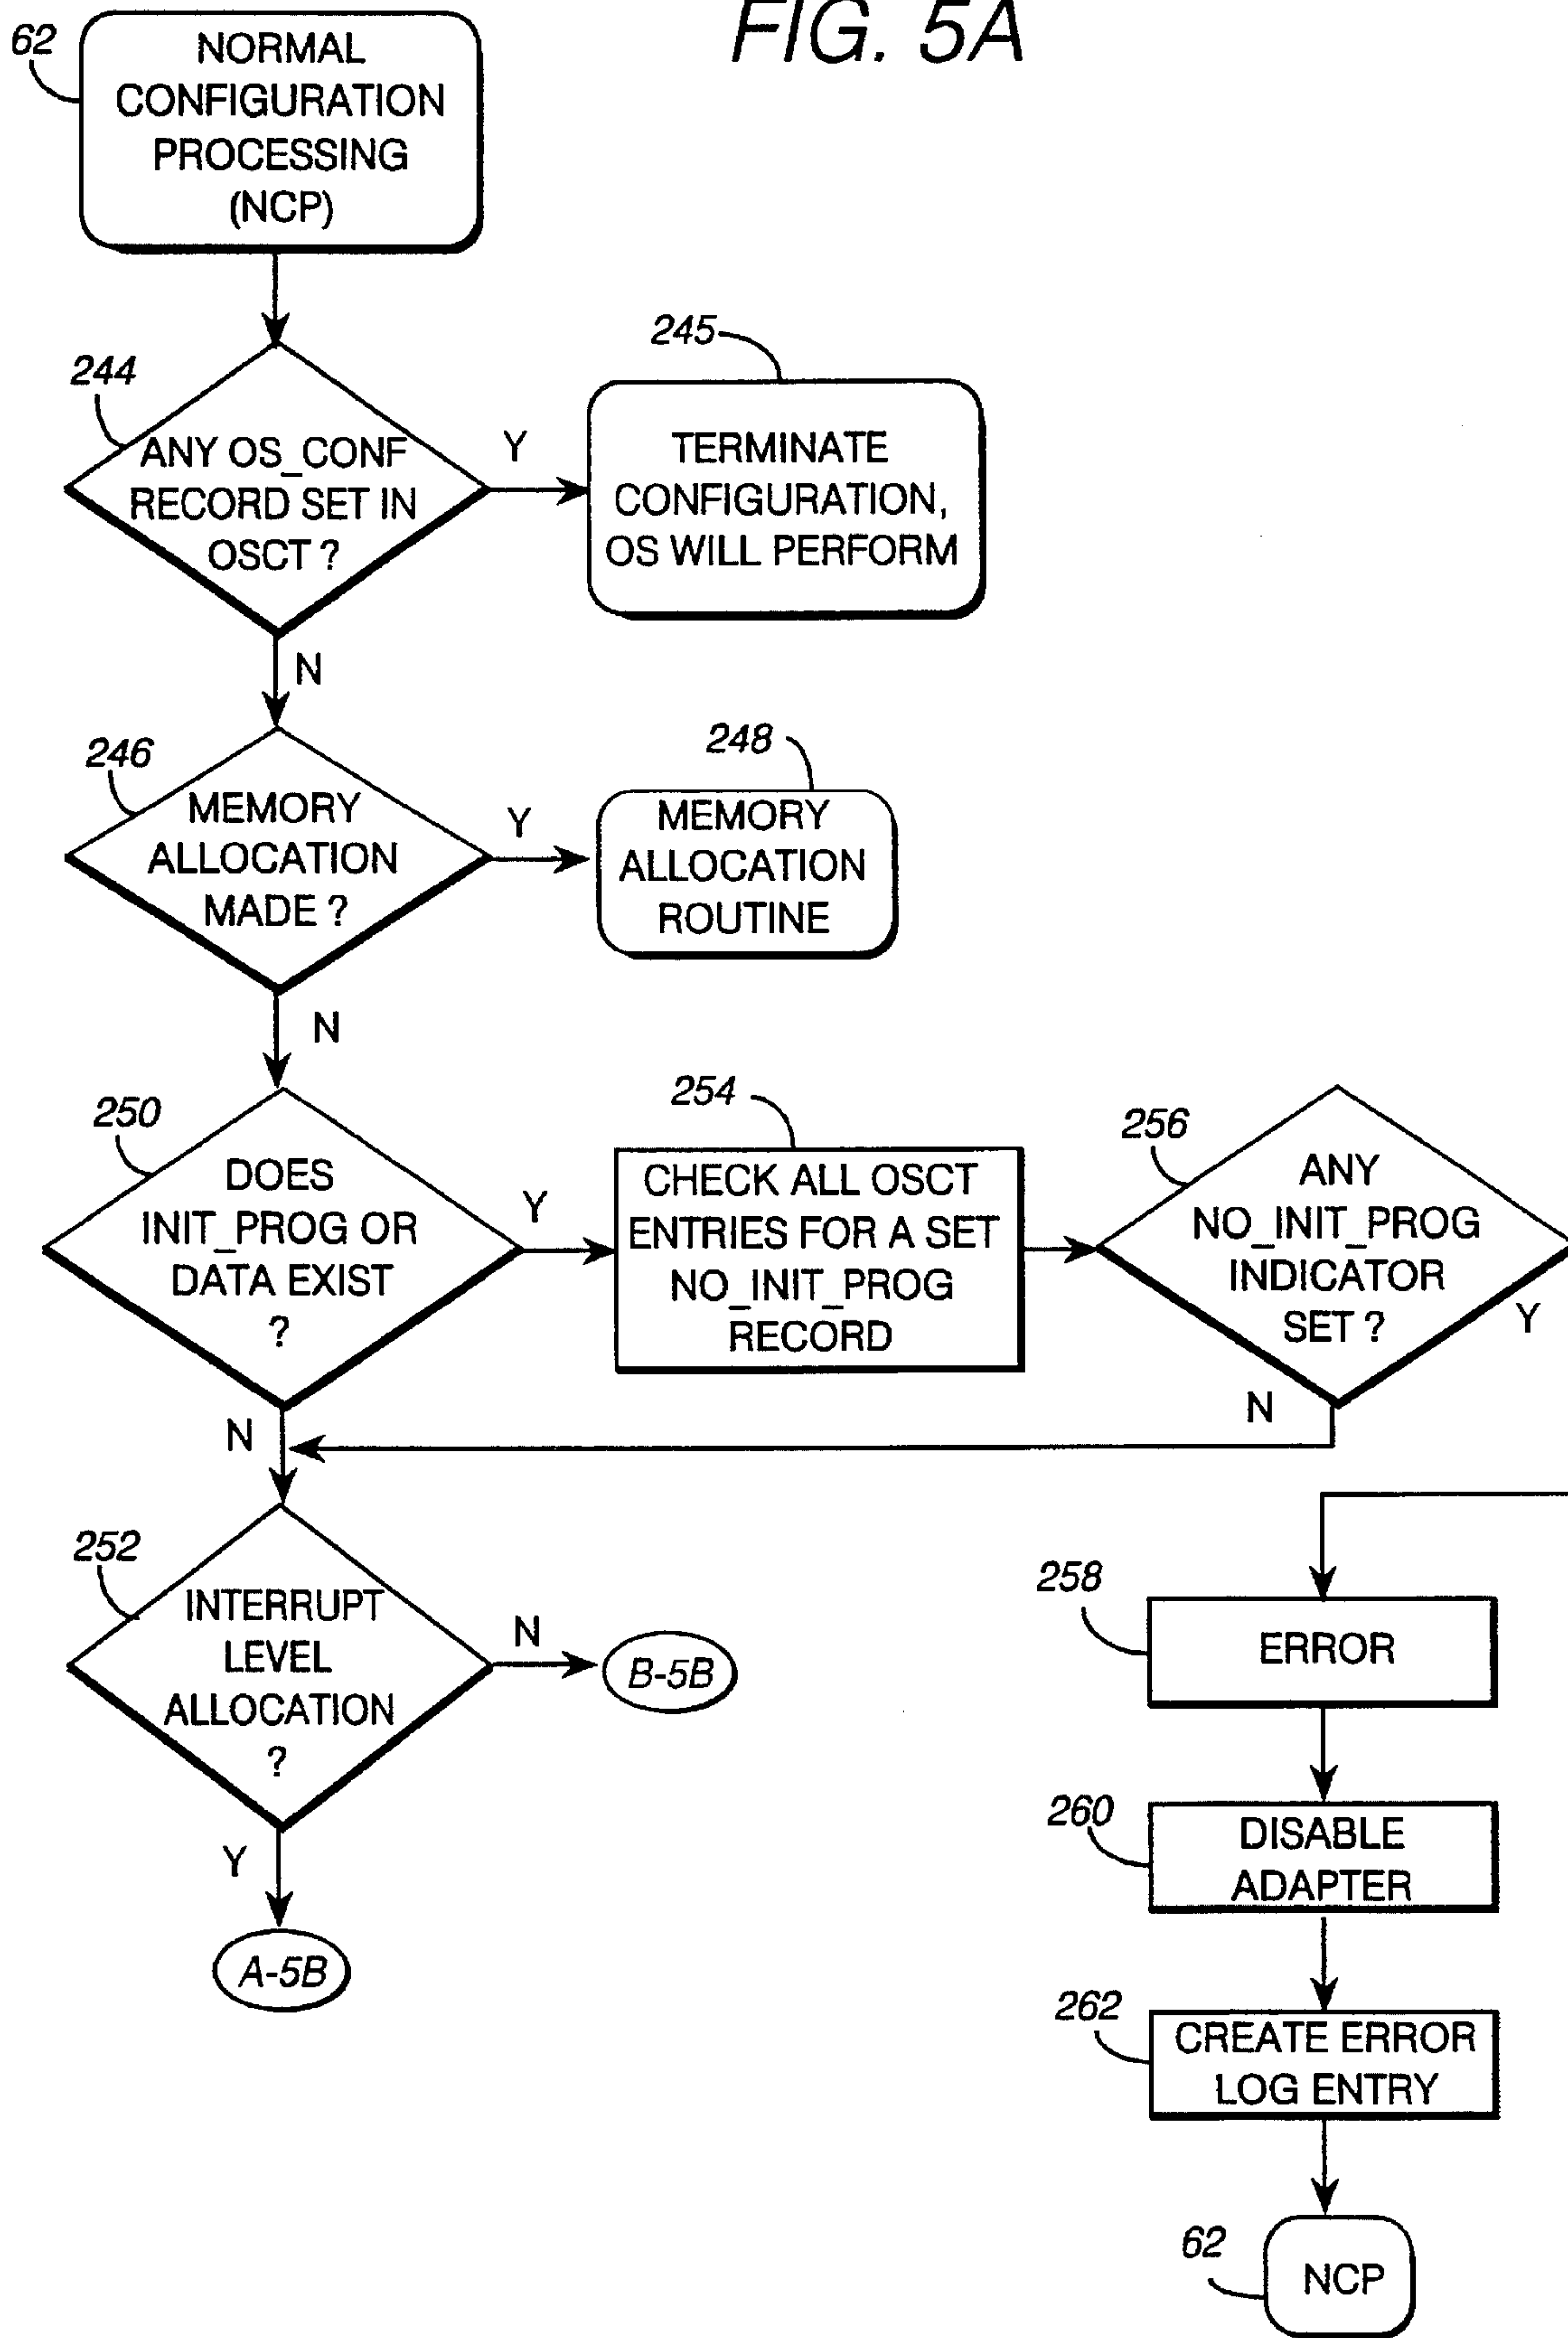 FIG. 5A
62
NORMAL
CONFIGURATION
PROCESSING
(NCP)
244
ANY OS_CONF
RECORD SET IN
OSCT ?
Y
N
245
TERMINATE
CONFIGURATION,
OS WILL PERFORM
246
MEMORY
ALLOCATION
MADE ?
Y
N
248
MEMORY
ALLOCATION
ROUTINE
250
DOES
INIT_PROG OR
DATA EXIST
?
Y
N
254
CHECK ALL OSCT
ENTRIES FOR A SET
NO_INIT_PROG
RECORD
256
ANY
NO_INIT_PROG
INDICATOR
SET ?
Y
N
252
INTERRUPT
LEVEL
ALLOCATION
?
N
B-5B
Y
A-5B
258
ERROR
260
DISABLE
ADAPTER
262
CREATE ERROR
LOG ENTRY
62
NCP